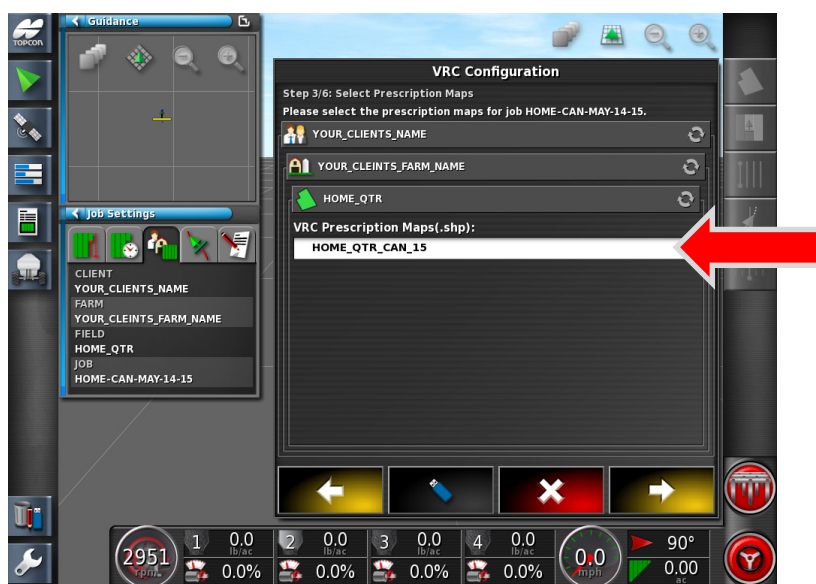 TOPCON
Guidance
Job Settings
CLIENT
YOUR_CLIENTS_NAME
FARM
YOUR_CLEINTS_FARM_NAME
FIELD
HOME_QTR
JOB
HOME-CAN-MAY-14-15
VRC Configuration
Step 3/6: Select Prescription Maps
Please select the prescription maps for job HOME-CAN-MAY-14-15.
YOUR_CLIENTS_NAME
YOUR_CLEINTS_FARM_NAME
HOME_QTR
VRC Prescription Maps(.shp):
HOME_QTR_CAN_15
2951
rpm
1 0.0
lb/ac
0.0%
2 0.0
lb/ac
0.0%
3 0.0
lb/ac
0.0%
4 0.0
lb/ac
0.0%
0.0
mph
90°
0.00
ac